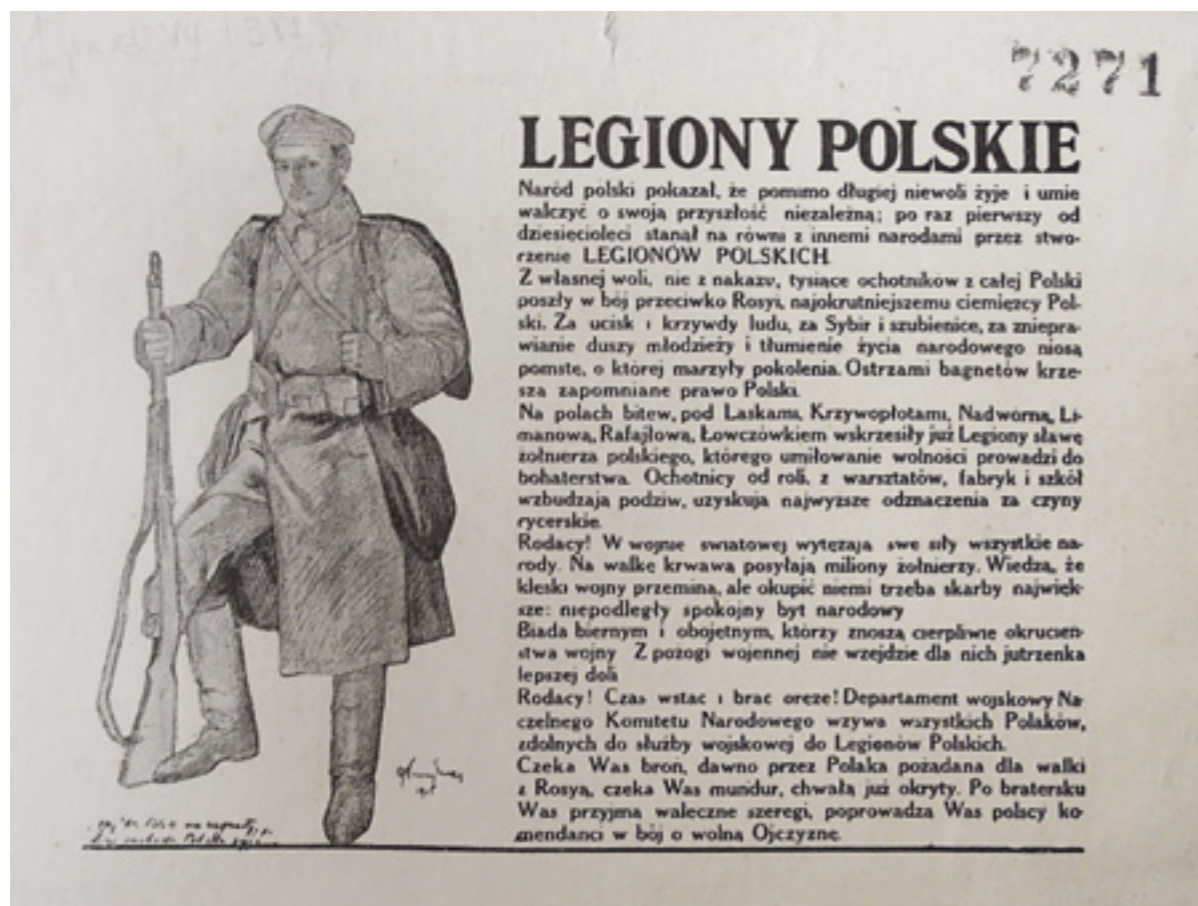 7271
LEGIONY POLSKIE
Naród polski pokazał, że pomimo długiej niewoli żyje i umie
walczyć o swoją przyszłość niezależną; po raz pierwszy od
dziesięcioleci stanął na równi z innemi narodami przez stwo-
rzenie LEGIONÓW POLSKICH
Z własnej woli, nie z nakazu, tysiące ochotników z całej Polski
poszły w bój przeciwko Rosyi, najokrutniejszemu ciemięzcy Pol-
ski. Za ucisk i krzywdy ludu, za Sybir i szubienice, za zniepra-
wianie duszy młodzieży i tłumienie życia narodowego niosą
pomstę, o której marzyły pokolenia. Ostrzami bagnetów krze-
szą zapomniane prawo Polski.
Na polach bitew, pod Laskami, Krzywopłotami, Nadwórną, Li-
manową, Rafajłową, Łowczówkiem wskrzesiły już Legiony sławę
żołnierza polskiego, którego umiłowanie wolności prowadzi do
bohaterstwa. Ochotnicy od roli, z warsztatów, fabryk i szkół
wzbudzają podziw, uzyskują najwyższe odznaczenia za czyny
rycerskie.
Rodacy! W wojnie światowej wytężają swe siły wszystkie na-
rody. Na walkę krwawą posyłają miliony żołnierzy. Wiedzą, że
klęski wojny przeminą, ale okupić niemi trzeba skarby najwięk-
sze: niepodległy spokojny byt narodowy
Biada biernym i obojętnym, którzy znoszą cierpliwie okrucień-
stwa wojny Z pożogi wojennej nie wzejdzie dla nich jutrzenka
lepszej doli
Rodacy! Czas wstać i brać oręże! Departament wojskowy Na-
czelnego Komitetu Narodowego wzywa wszystkich Polaków,
zdolnych do służby wojskowej do Legionów Polskich.
Czeka Was broń, dawno przez Polaka pożądana dla walki
z Rosyą, czeka Was mundur, chwałą już okryty. Po bratersku
Was przyjmą waleczne szeregi, poprowadzą Was polscy ko-
mendanci w bój o wolną Ojczyznę.